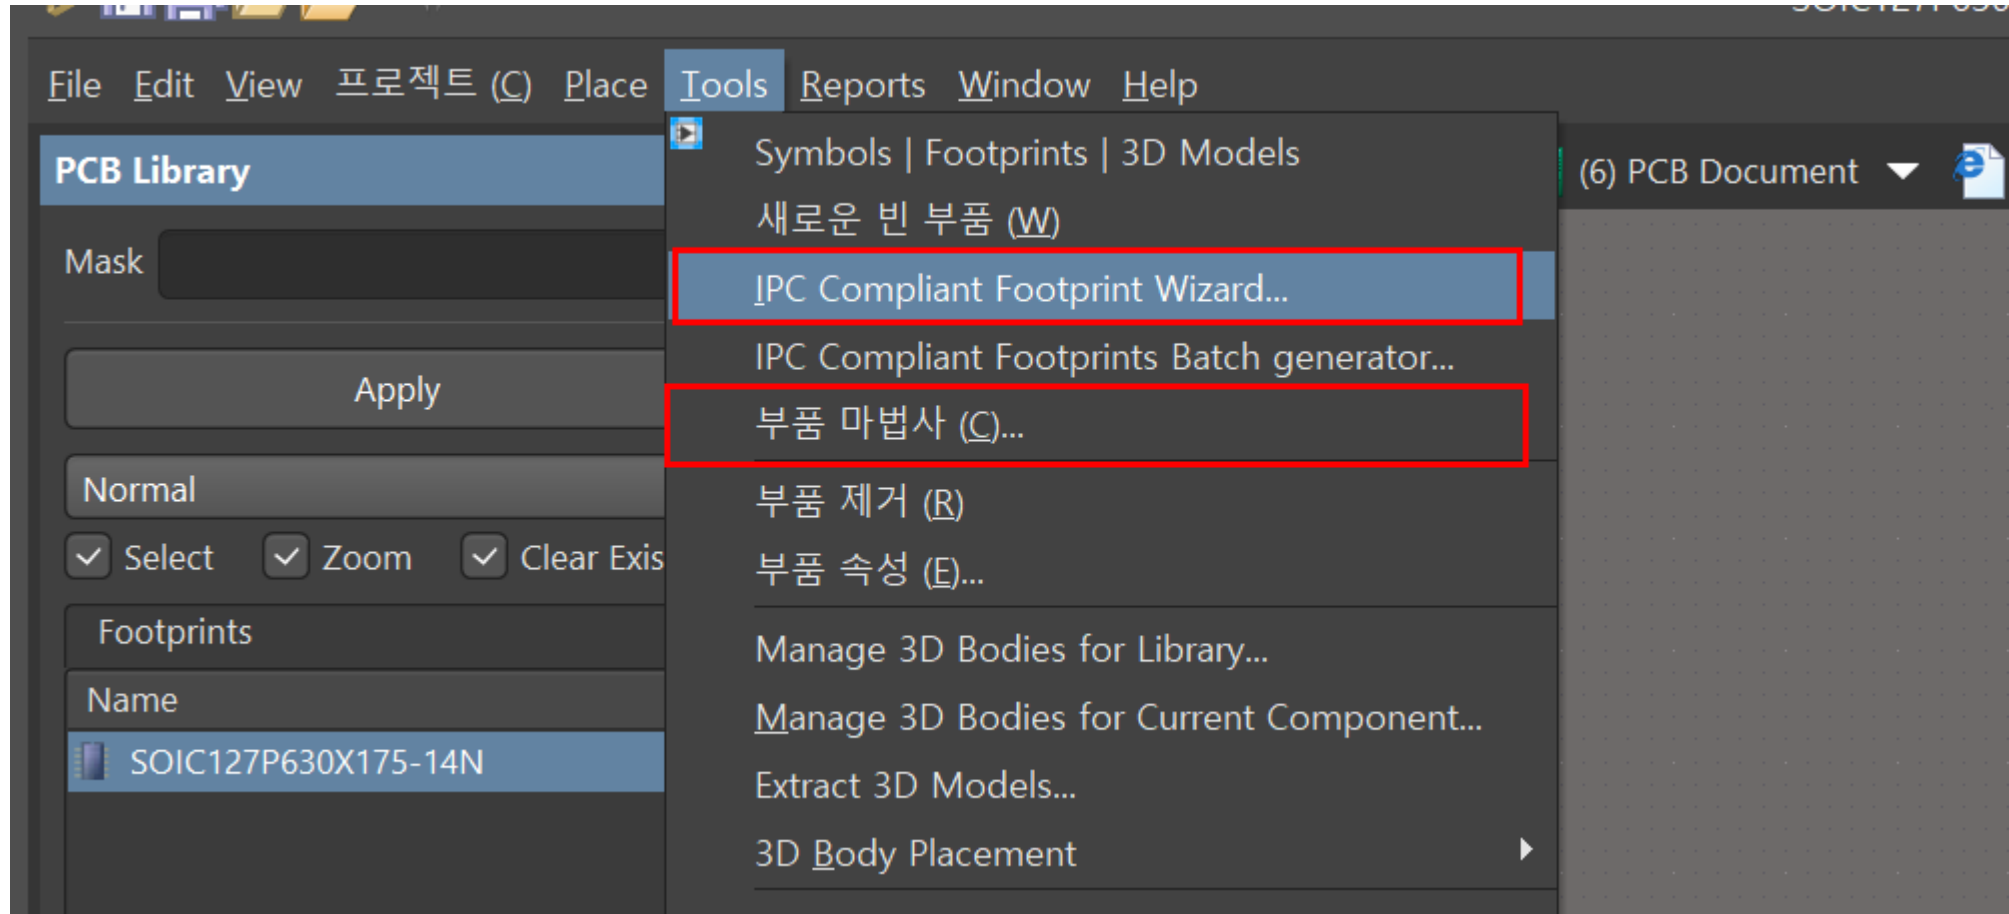 File Edit View 프로젝트 (C) Place Tools Reports Window Help
PCB Library
Mask
Apply
Normal
Select Zoom Clear Exis
Footprints
Name
SOIC127P630X175-14N
Symbols | Footprints | 3D Models
새로운 빈 부품 (W)
IPC Compliant Footprint Wizard...
IPC Compliant Footprints Batch generator...
부품 마법사 (C)...
부품 제거 (R)
부품 속성 (E)...
Manage 3D Bodies for Library...
Manage 3D Bodies for Current Component...
Extract 3D Models...
3D Body Placement
(6) PCB Document